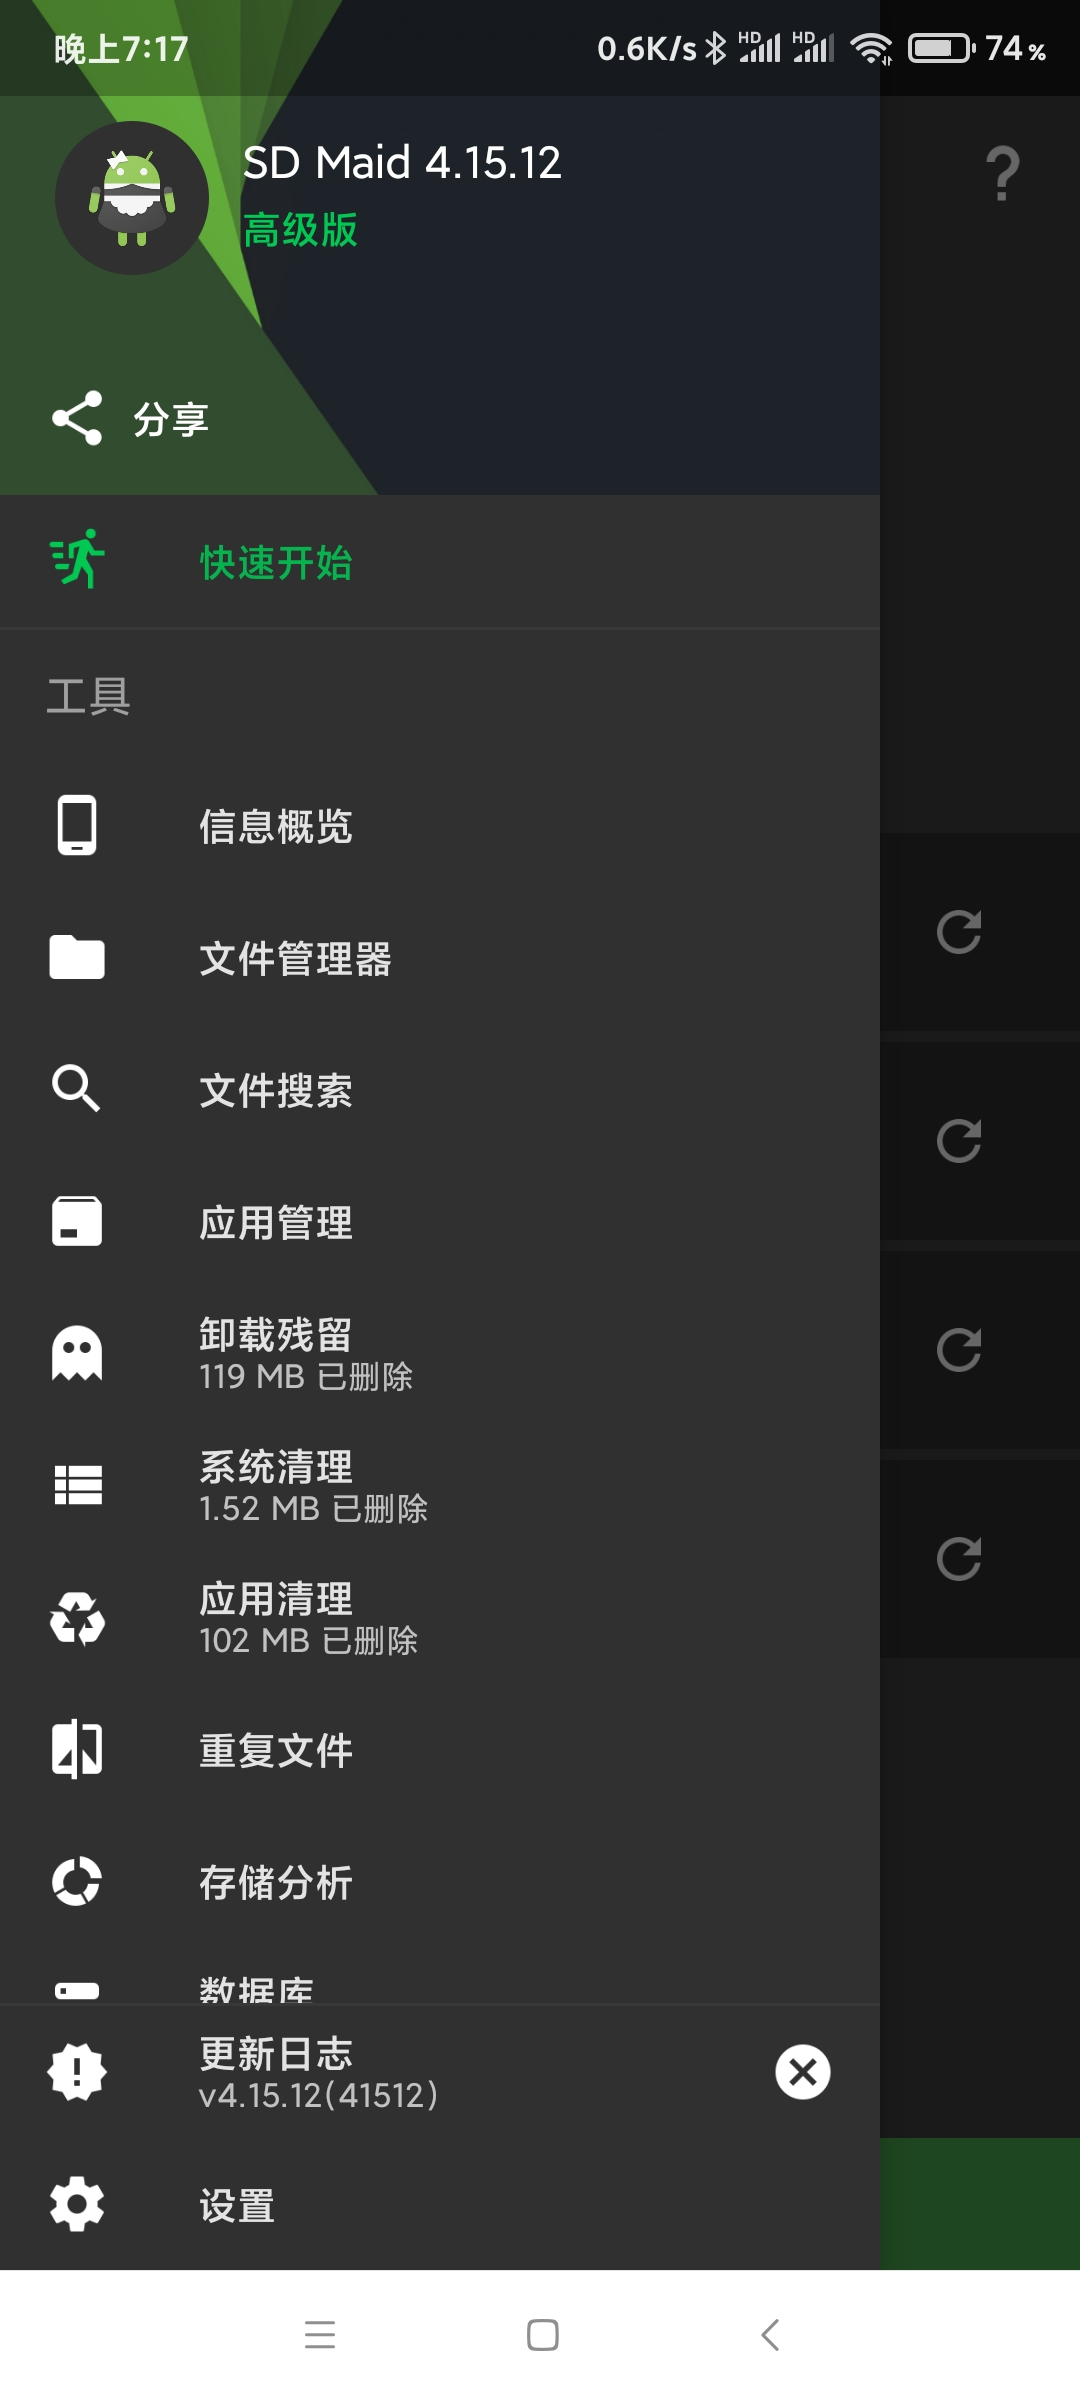 晚上7:17
0.6K/s HD HD 74%
SD Maid 4.15.12
高级版
分享
快速开始
工具
信息概览
文件管理器
文件搜索
应用管理
卸载残留
119 MB 已删除
系统清理
1.52 MB 已删除
应用清理
102 MB 已删除
重复文件
存储分析
数据库
更新日志
v4.15.12(41512)
设置